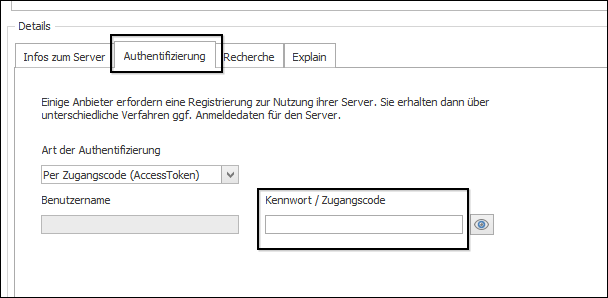 Details
Infos zum Server Authentifizierung Recherche Explain
Einige Anbieter erfordern eine Registrierung zur Nutzung ihrer Server. Sie erhalten dann über
unterschiedliche Verfahren ggf. Anmeldedaten für den Server.
Art der Authentifizierung
Per Zugangscode (AccessToken)
Benutzername Kennwort / Zugangscode